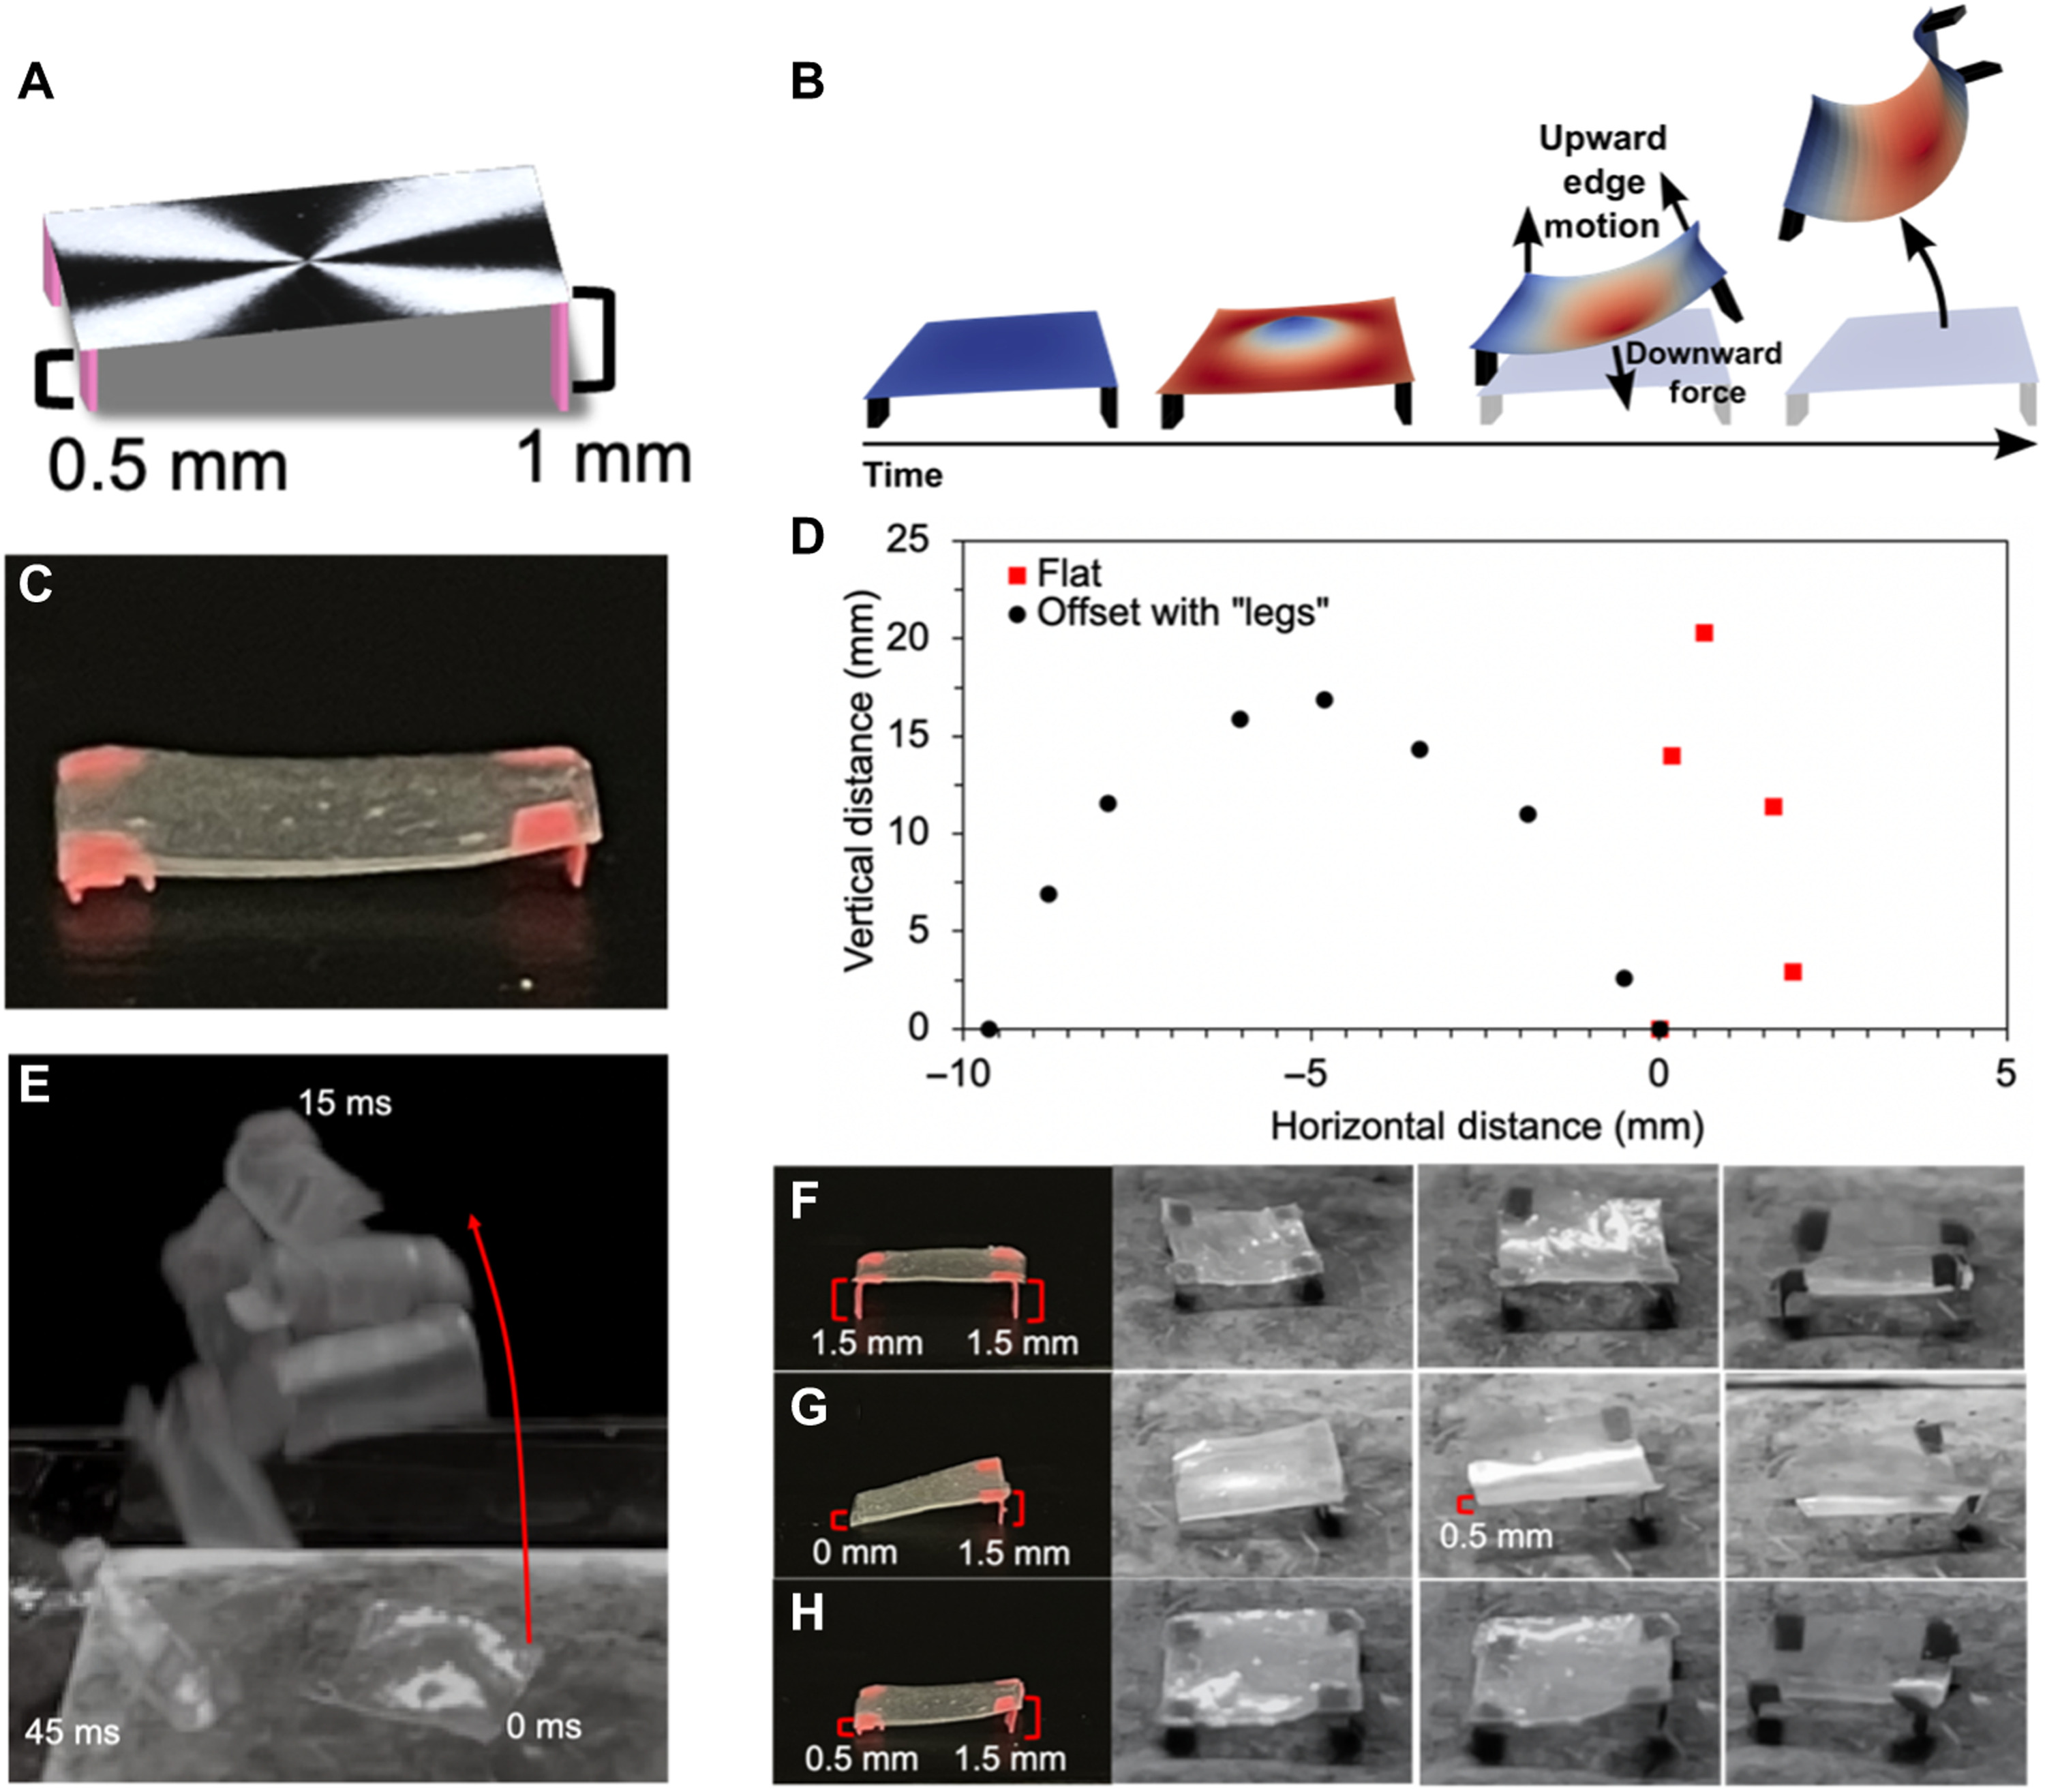 A
0.5 mm
1 mm
B
Upward
edge
motion
Downward
force
Time
C
D
25
20
15
10
5
0
Vertical distance (mm)
Flat
Offset with "legs"
–10
–5
0
5
Horizontal distance (mm)
E
15 ms
45 ms
0 ms
F
1.5 mm
1.5 mm
G
0 mm
1.5 mm
0.5 mm
H
0.5 mm
1.5 mm